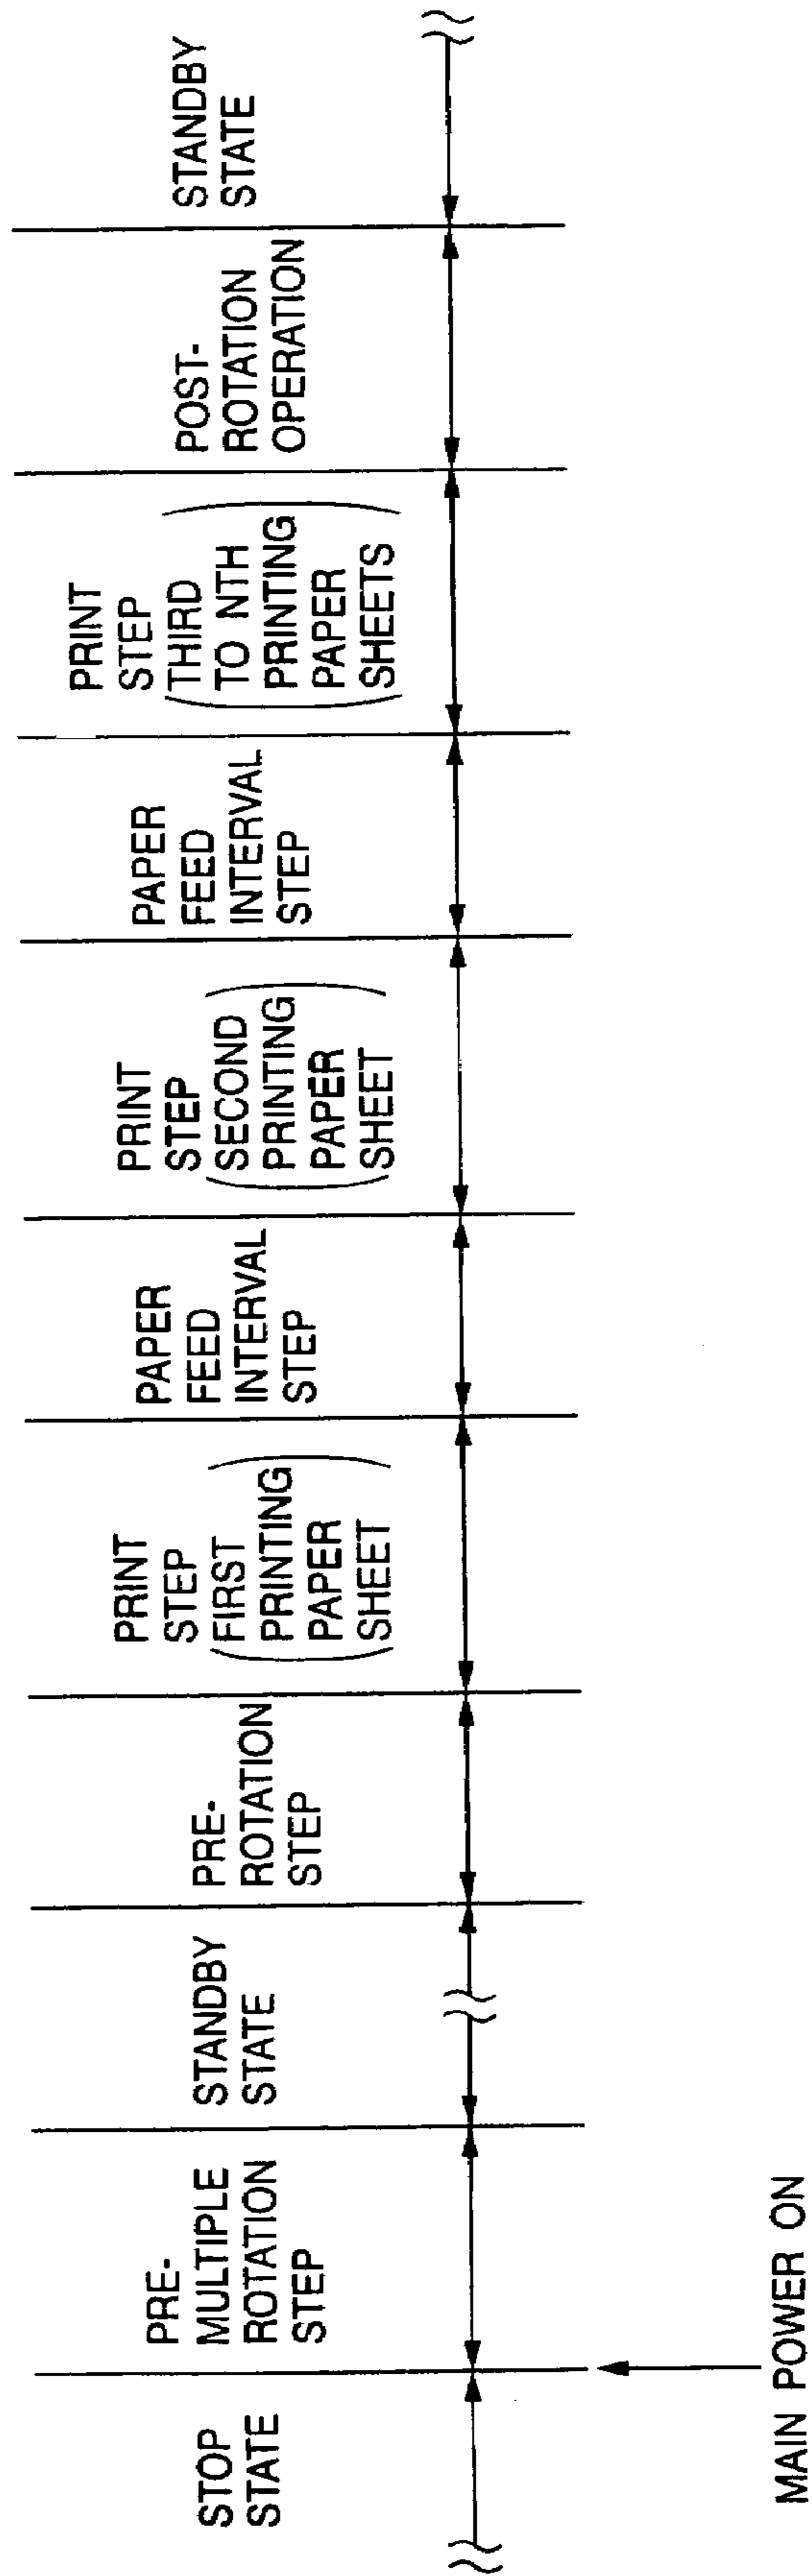 STOP
STATE
PRE-
MULTIPLE
ROTATION
STEP
STANDBY
STATE
PRE-
ROTATION
STEP
PRINT
STEP
(FIRST
PRINTING
PAPER
SHEET)
PAPER
FEED
INTERVAL
STEP
PRINT
STEP
(SECOND
PRINTING
PAPER
SHEET)
PAPER
FEED
INTERVAL
STEP
PRINT
STEP
(THIRD
TO NTH
PRINTING
PAPER
SHEETS)
POST-
ROTATION
OPERATION
STANDBY
STATE
MAIN POWER ON